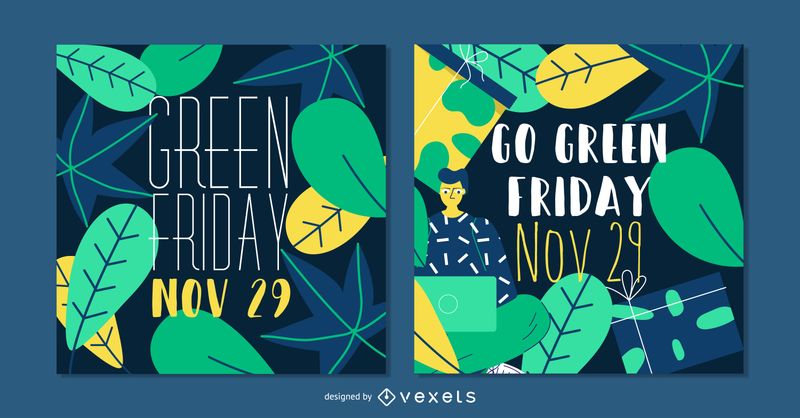 GREEN
FRIDAY
NOV 29
GO GREEN
FRIDAY
NOV 29
designed by vexels